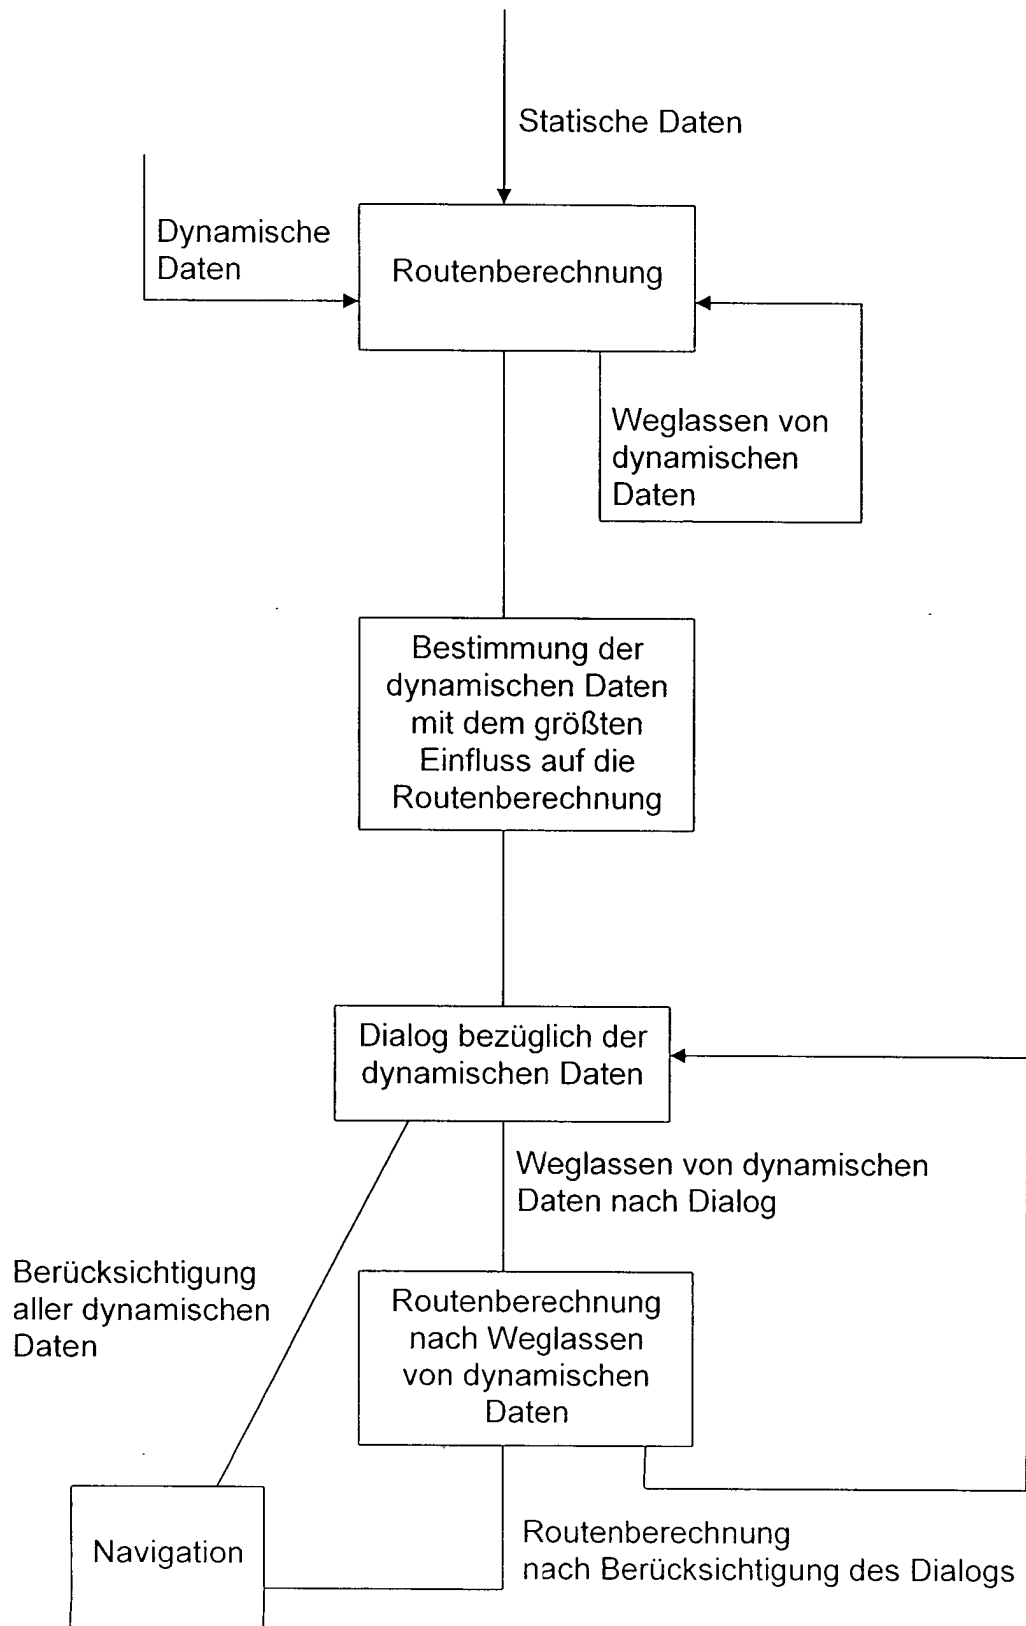 Statische Daten
Dynamische
Daten
Routenberechnung
Weglassen von
dynamischen
Daten
Bestimmung der
dynamischen Daten
mit dem größten
Einfluss auf die
Routenberechnung
Dialog bezüglich der
dynamischen Daten
Weglassen von dynamischen
Daten nach Dialog
Berücksichtigung
aller dynamischen
Daten
Routenberechnung
nach Weglassen
von dynamischen
Daten
Navigation
Routenberechnung
nach Berücksichtigung des Dialogs